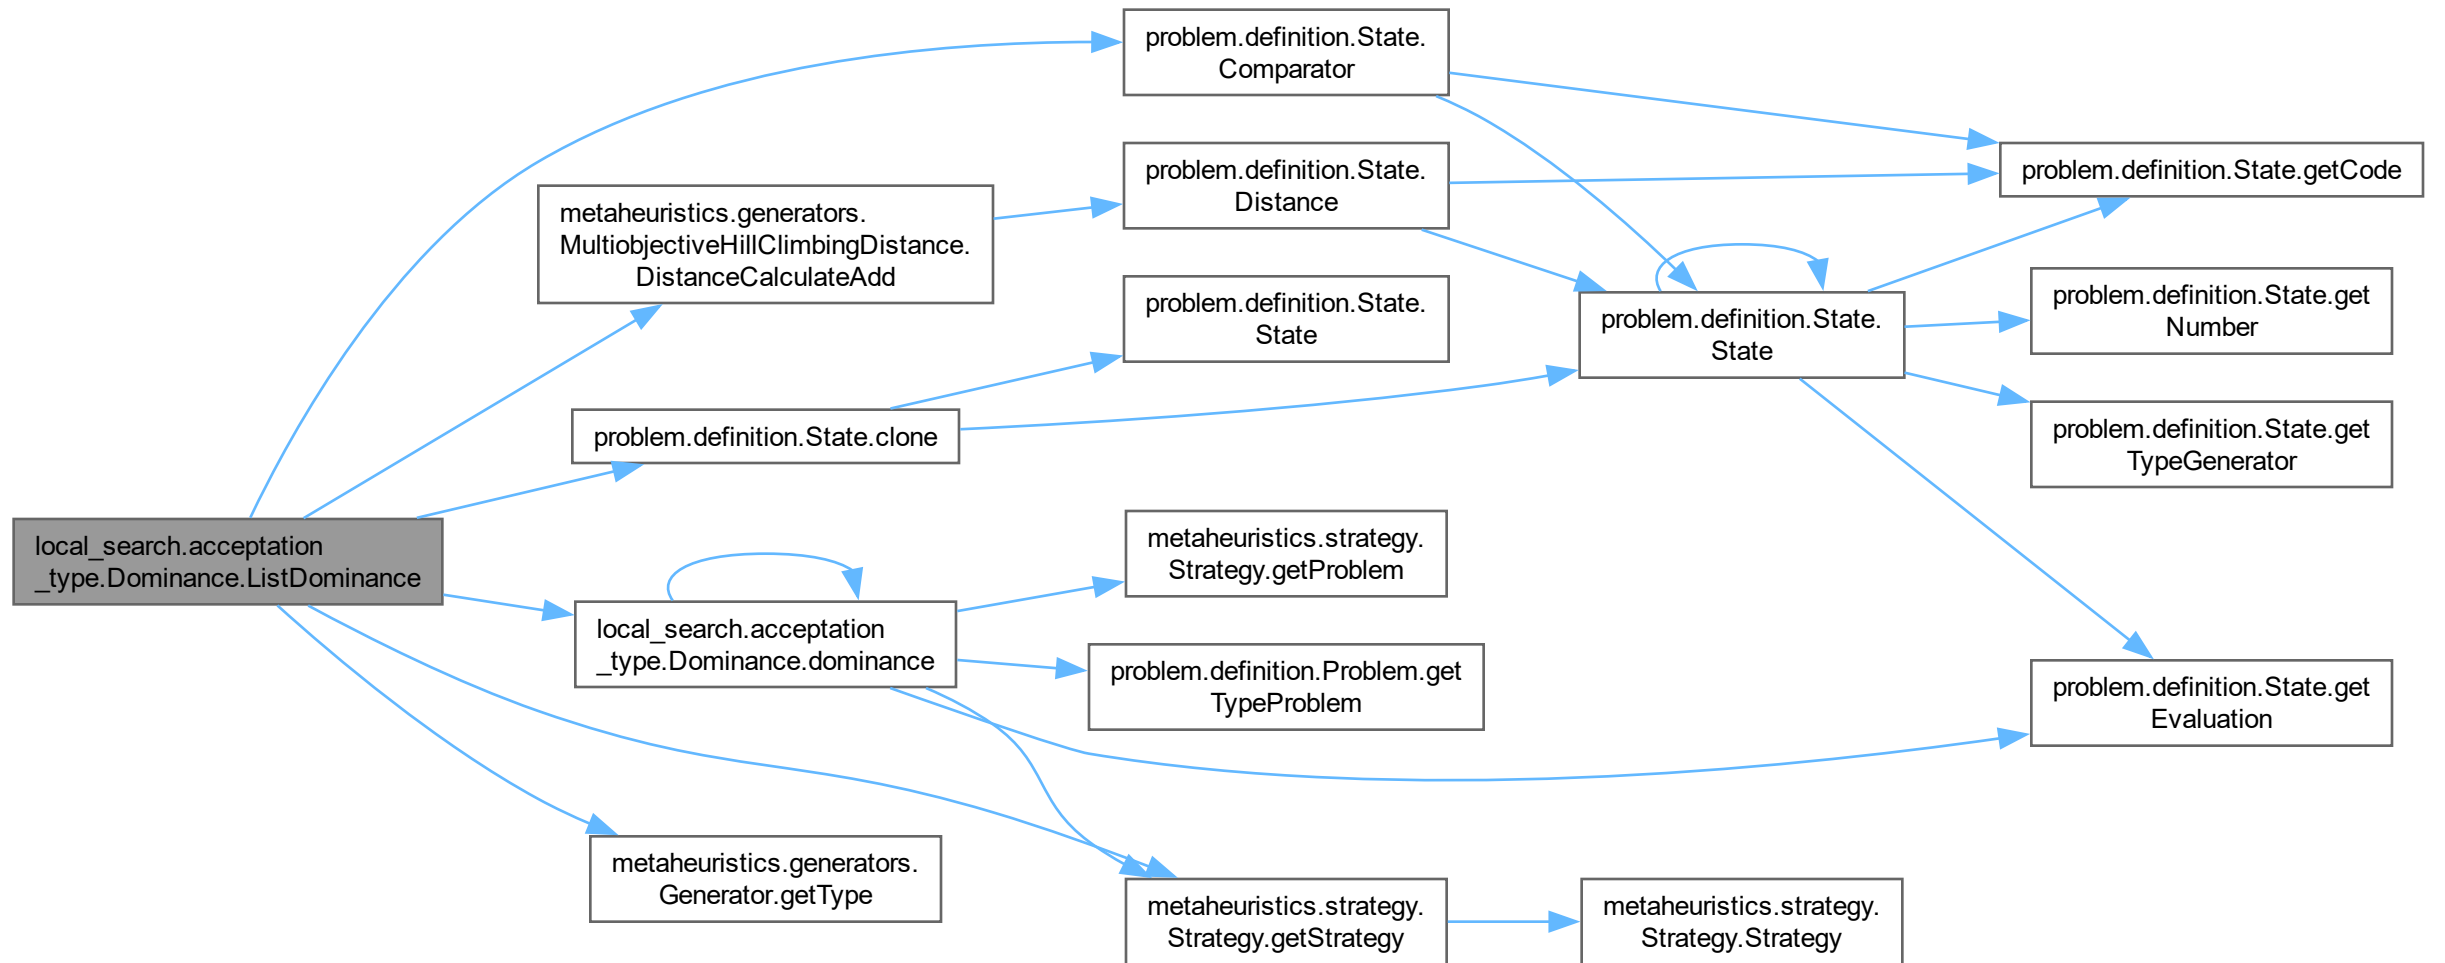 problem.definition.State.
Comparator
problem.definition.State.
Distance
problem.definition.State.getCode
metaheuristics.generators.
MultiobjectiveHillClimbingDistance.
DistanceCalculateAdd
problem.definition.State.
State
problem.definition.State.
State
problem.definition.State.get
Number
problem.definition.State.clone
problem.definition.State.get
TypeGenerator
local_search.acceptation
_type.Dominance.ListDominance
metaheuristics.strategy.
Strategy.getProblem
local_search.acceptation
_type.Dominance.dominance
problem.definition.Problem.get
TypeProblem
problem.definition.State.get
Evaluation
metaheuristics.generators.
Generator.getType
metaheuristics.strategy.
Strategy.getStrategy
metaheuristics.strategy.
Strategy.Strategy